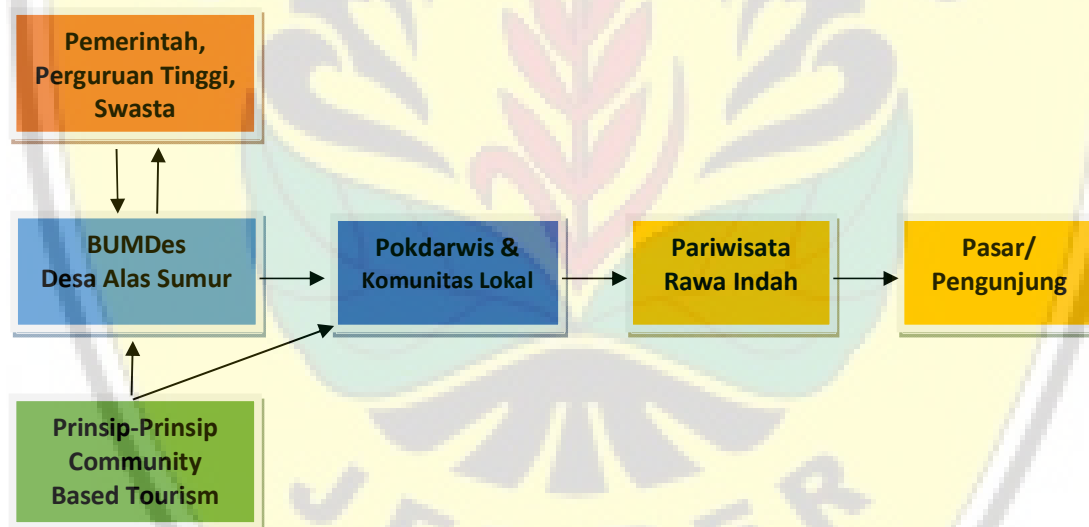 Pemerintah,
Perguruan Tinggi,
Swasta
BUMDes
Desa Alas Sumur
Pokdarwis &
Komunitas Lokal
Pariwisata
Rawa Indah
Pasar/
Pengunjung
Prinsip-Prinsip
Community
Based Tourism